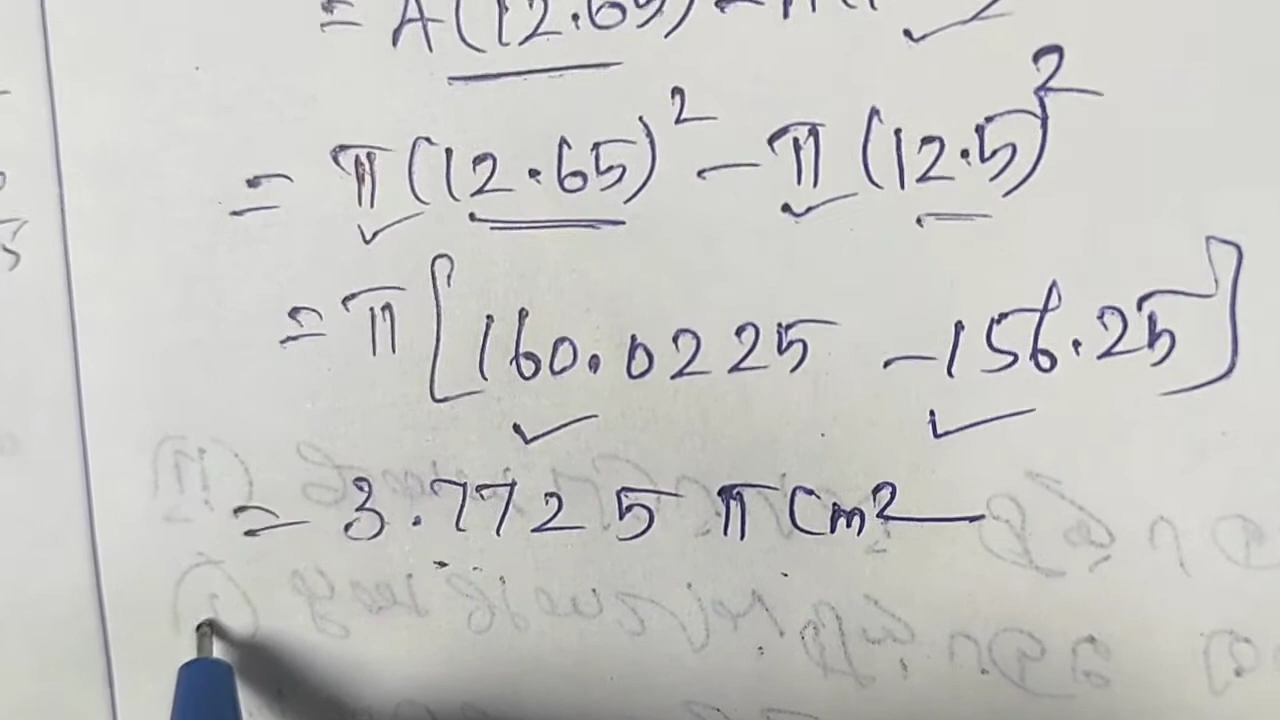 = A(12.65) -
= π(12.65)² - π(12.5)²
= π[160.0225 - 156.25]
= 3.7725 π cm²